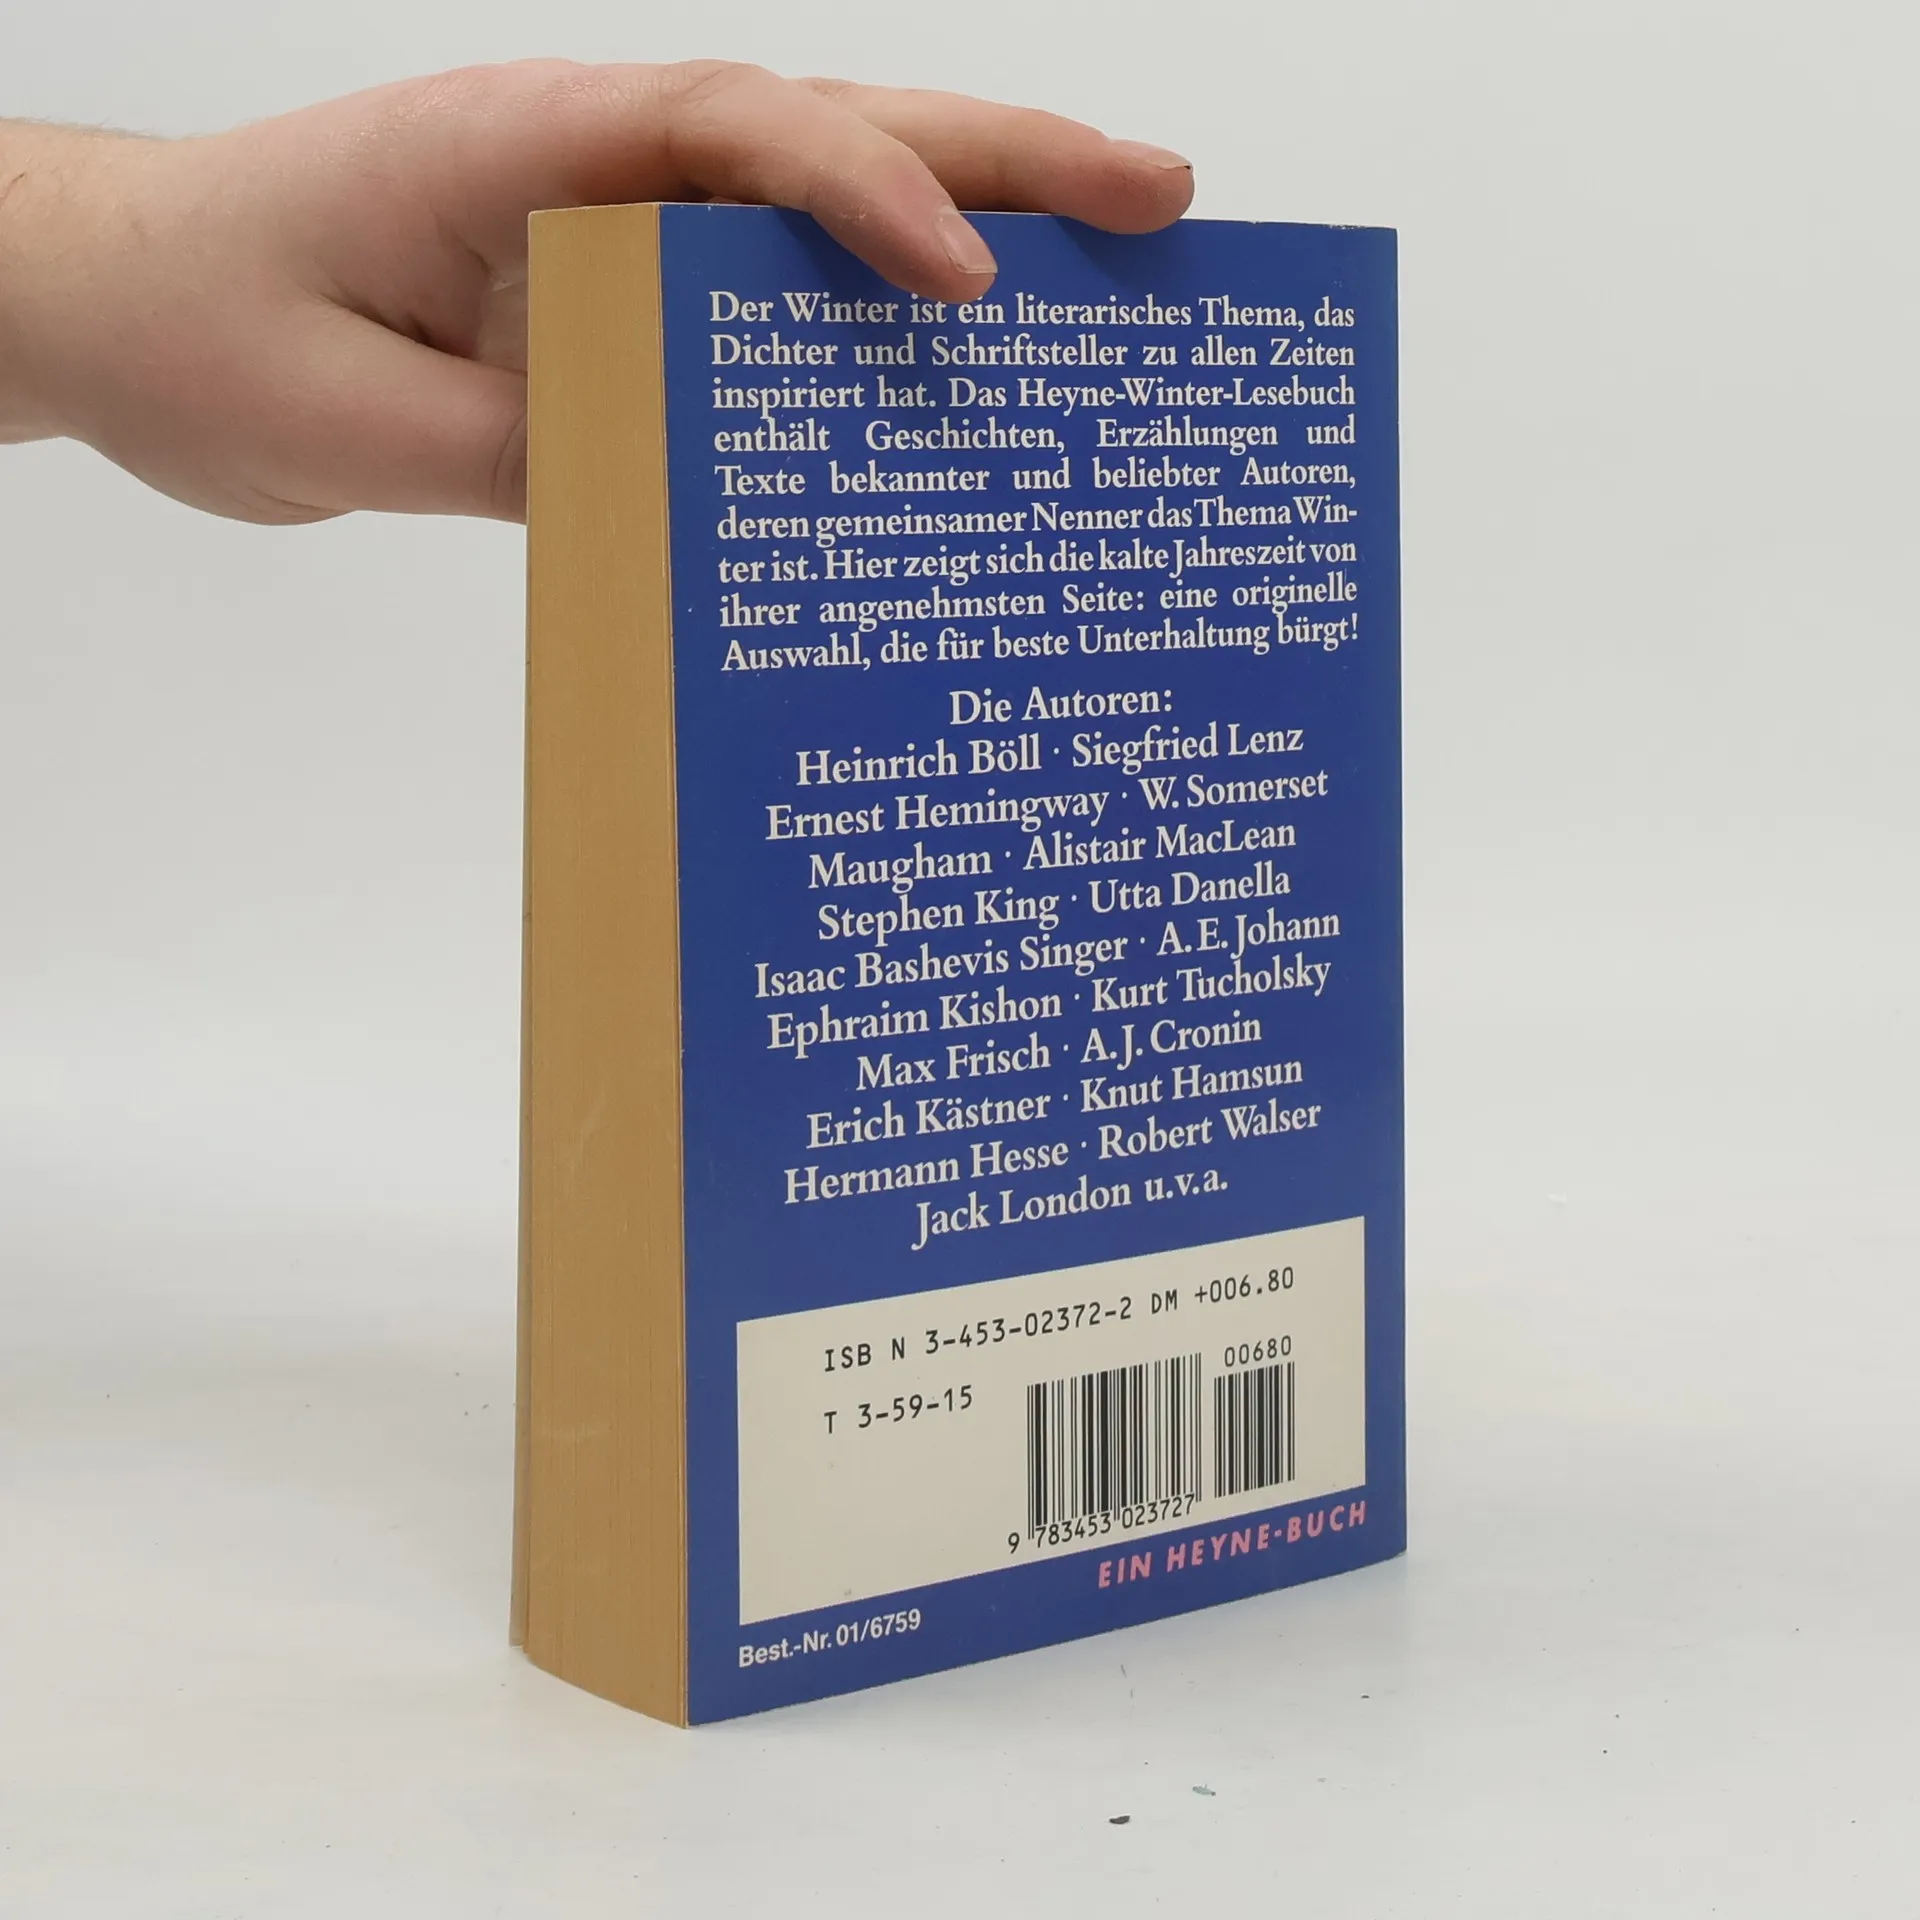 Der Winter ist ein literarisches Thema, das
Dichter und Schriftsteller zu allen Zeiten
inspiriert hat. Das Heyne-Winter-Lesebuch
enthält Geschichten, Erzählungen und
Texte bekannter und beliebter Autoren,
deren gemeinsamer Nenner das Thema Win-
ter ist. Hier zeigt sich die kalte Jahreszeit von
ihrer angenehmsten Seite: eine originelle
Auswahl, die für beste Unterhaltung bürgt!
Die Autoren:
Heinrich Böll · Siegfried Lenz
Ernest Hemingway · W. Somerset
Maugham · Alistair MacLean
Stephen King · Utta Danella
Isaac Bashevis Singer · A. E. Johann
Ephraim Kishon · Kurt Tucholsky
Max Frisch · A. J. Cronin
Erich Kästner · Knut Hamsun
Hermann Hesse · Robert Walser
Jack London u.v.a.
ISB N 3-453-02372-2 DM +006.80
00680
T 3-59-15
9 783453 023727
EIN HEYNE-BUCH
Best.-Nr. 01/6759